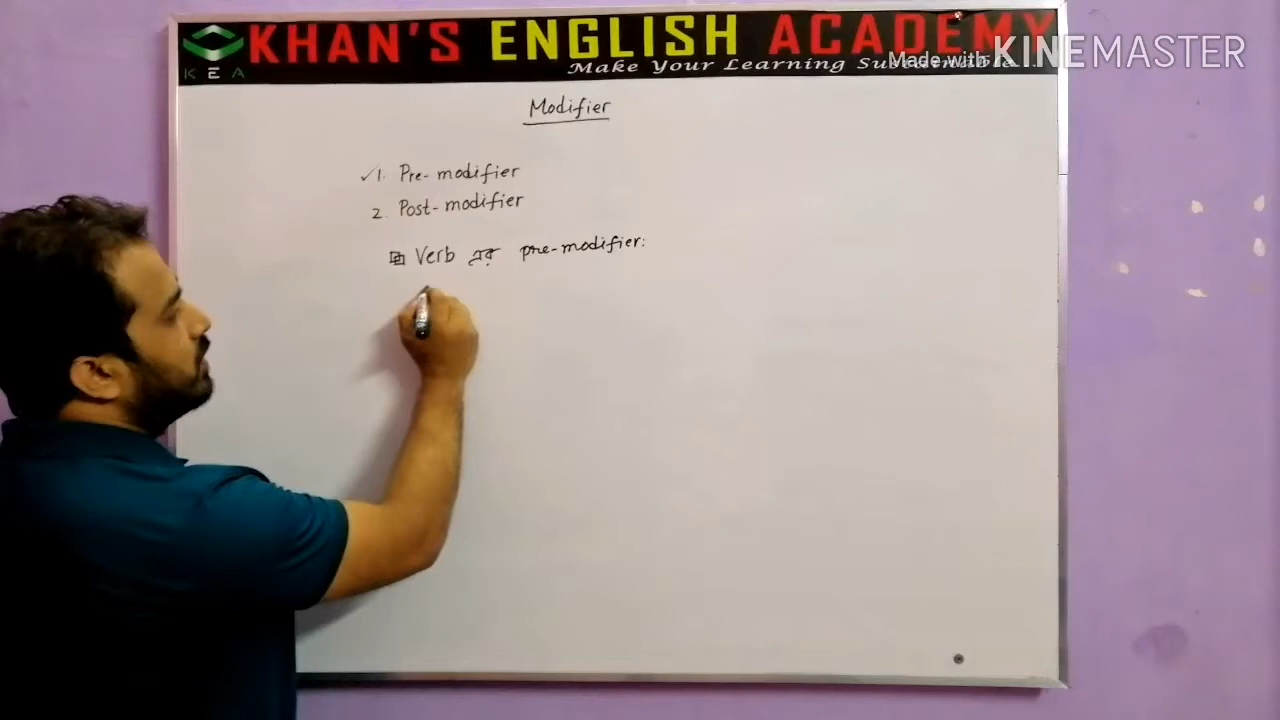 KHAN'S ENGLISH ACADEMY
KEA
Make Your Learning
Made with KINEMASTER
Modifier
1. Pre-modifier
2. Post-modifier
Verb এর pre-modifier: